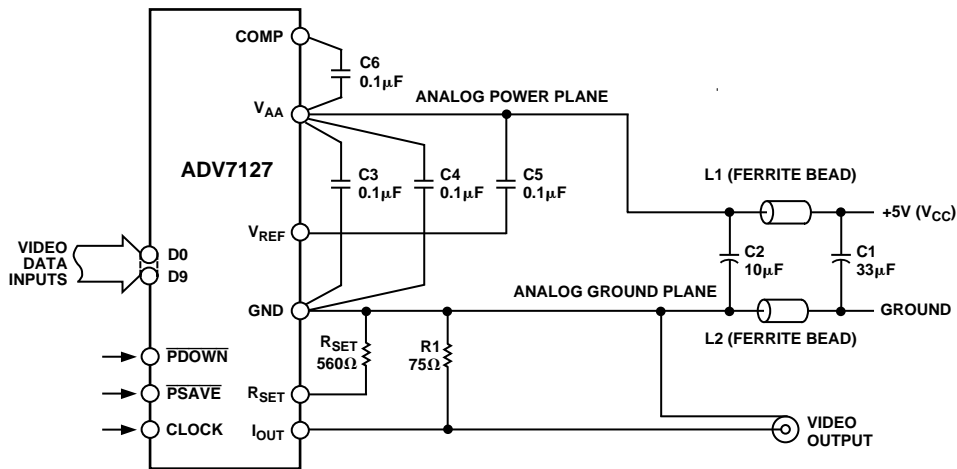 COMP
C6
0.1μF
V_AA
ANALOG POWER PLANE
ADV7127
C3
0.1μF
C4
0.1μF
C5
0.1μF
L1 (FERRITE BEAD)
+5V (V_CC)
VIDEO
DATA
INPUTS
D0
D9
V_REF
C2
10μF
C1
33μF
GND
ANALOG GROUND PLANE
GROUND
L2 (FERRITE BEAD)
R_SET
560Ω
R1
75Ω
PDOWN
PSAVE
R_SET
CLOCK
I_OUT
VIDEO
OUTPUT